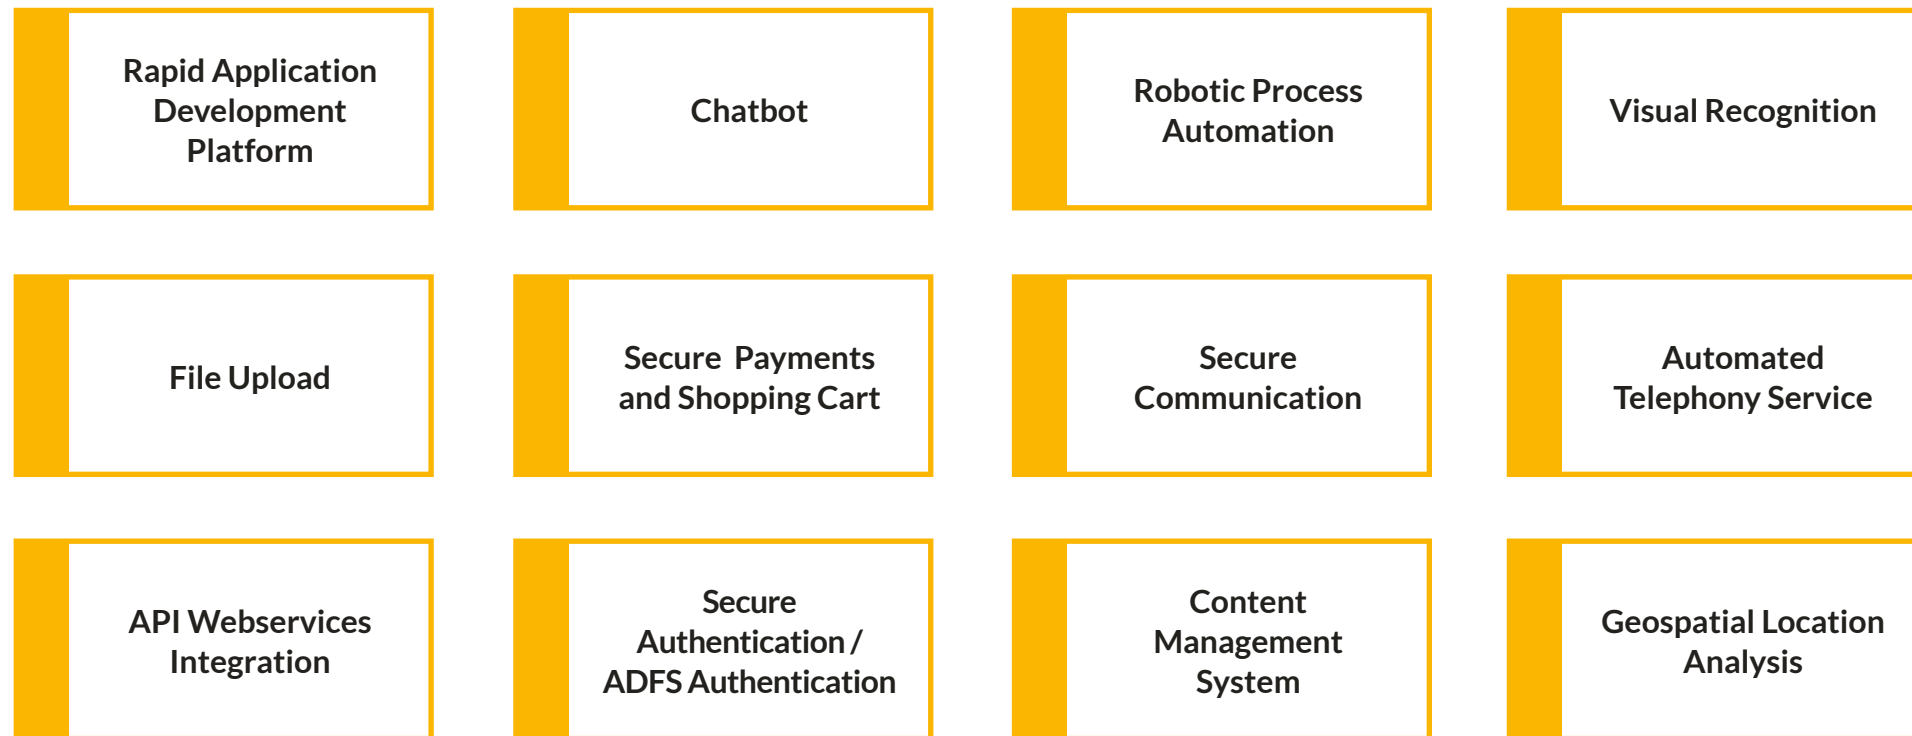 Rapid Application
Development
Platform
Chatbot
Robotic Process
Automation
Visual Recognition
File Upload
Secure  Payments
and Shopping Cart
Secure
Communication
Automated
Telephony Service
API Webservices
Integration
Secure
Authentication /
ADFS Authentication
Content
Management
System
Geospatial Location
Analysis